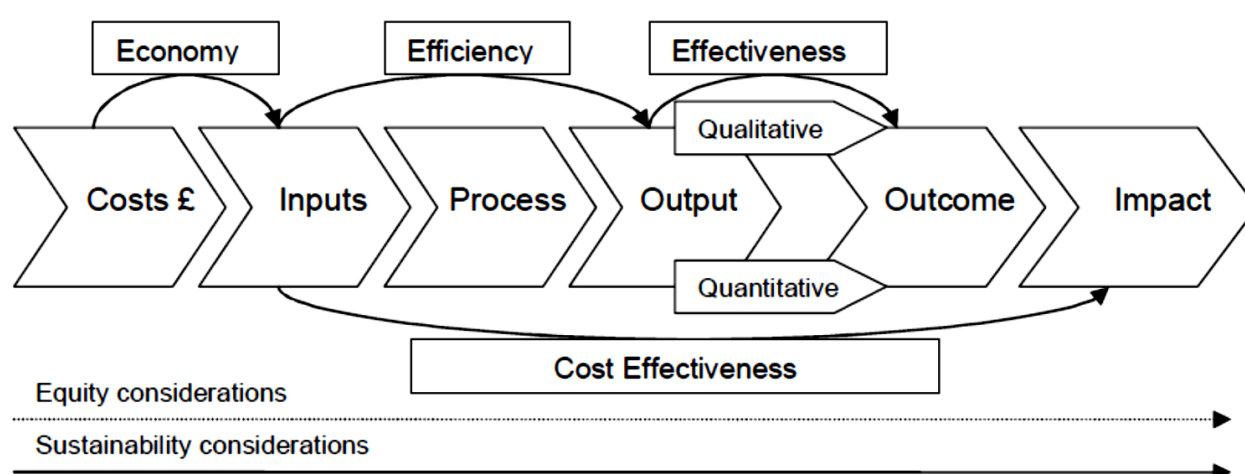 Economy
Efficiency
Effectiveness
Qualitative
Costs £
Inputs
Process
Output
Outcome
Impact
Quantitative
Cost Effectiveness
Equity considerations
Sustainability considerations